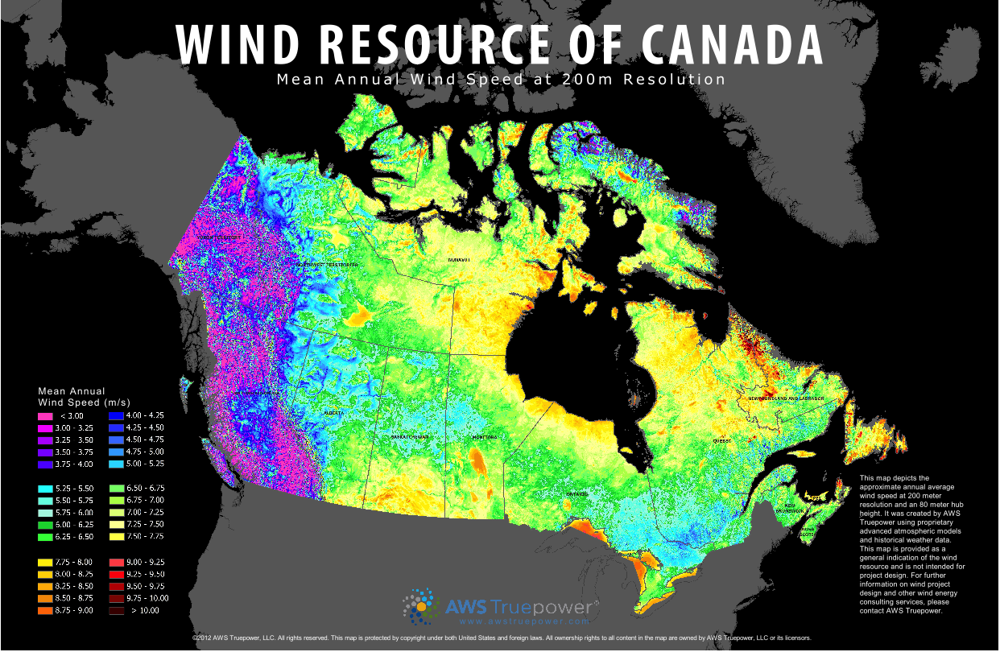 WIND RESOURCE OF CANADA
Mean Annual Wind Speed at 200m Resolution
NUNAVUT
NORTHWEST TERRITORIES
NEWFOUNDLAND AND LABRADOR
ALBERTA
SASKATCHEWAN
MANITOBA
QUEBEC
ONTARIO
NEW
BRUNSWICK
NOVA
SCOTIA
Mean Annual
Wind Speed (m/s)
< 3.00
3.00 - 3.25
3.25 - 3.50
3.50 - 3.75
3.75 - 4.00
4.00 - 4.25
4.25 - 4.50
4.50 - 4.75
4.75 - 5.00
5.00 - 5.25
5.25 - 5.50
5.50 - 5.75
5.75 - 6.00
6.00 - 6.25
6.25 - 6.50
6.50 - 6.75
6.75 - 7.00
7.00 - 7.25
7.25 - 7.50
7.50 - 7.75
7.75 - 8.00
8.00 - 8.25
8.25 - 8.50
8.50 - 8.75
8.75 - 9.00
9.00 - 9.25
9.25 - 9.50
9.50 - 9.75
9.75 - 10.00
> 10.00
This map depicts the
approximate annual average
wind speed at 200 meter
resolution and an 80 meter hub
height. It was created by AWS
Truepower using proprietary
advanced atmospheric models
and historical weather data.
This map is provided as a
general indication of the wind
resource and is not intended for
project design. For further
information on wind project
design and other wind energy
consulting services, please
contact AWS Truepower.
AWS Truepower
www.awstruepower.com
©2012 AWS Truepower, LLC. All rights reserved. This map is protected by copyright under both United States and foreign laws. All ownership rights to all content in the map are owned by AWS Truepower, LLC or its licensors.